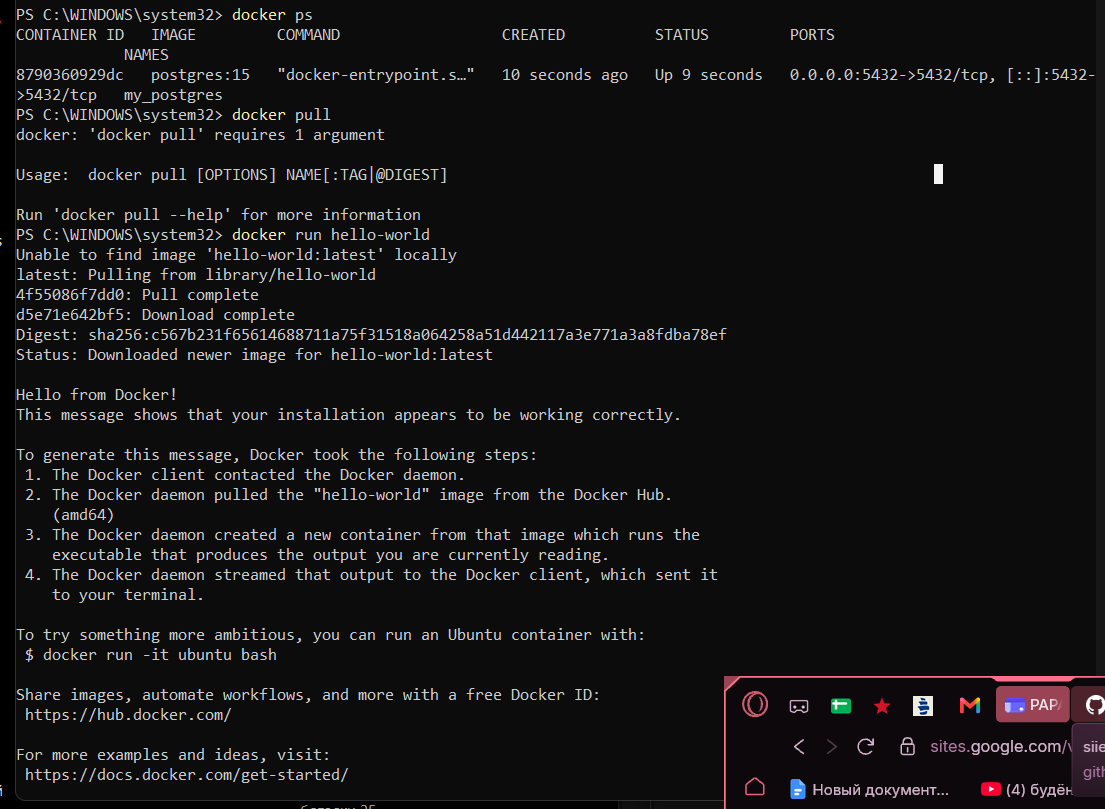 PS C:\WINDOWS\system32> docker ps
CONTAINER ID   IMAGE         COMMAND                  CREATED          STATUS         PORTS
            NAMES
8790360929dc   postgres:15   "docker-entrypoint.s…"   10 seconds ago   Up 9 seconds   0.0.0.0:5432->5432/tcp, [::]:5432-
>5432/tcp   my_postgres
PS C:\WINDOWS\system32> docker pull
docker: 'docker pull' requires 1 argument

Usage:  docker pull [OPTIONS] NAME[:TAG|@DIGEST]

Run 'docker pull --help' for more information
PS C:\WINDOWS\system32> docker run hello-world
Unable to find image 'hello-world:latest' locally
latest: Pulling from library/hello-world
4f55086f7dd0: Pull complete
d5e71e642bf5: Download complete
Digest: sha256:c567b231f65614688711a75f31518a064258a51d442117a3e771a3a8fdba78ef
Status: Downloaded newer image for hello-world:latest

Hello from Docker!
This message shows that your installation appears to be working correctly.

To generate this message, Docker took the following steps:
 1. The Docker client contacted the Docker daemon.
 2. The Docker daemon pulled the "hello-world" image from the Docker Hub.
    (amd64)
 3. The Docker daemon created a new container from that image which runs the
    executable that produces the output you are currently reading.
 4. The Docker daemon streamed that output to the Docker client, which sent it
    to your terminal.

To try something more ambitious, you can run an Ubuntu container with:
 $ docker run -it ubuntu bash

Share images, automate workflows, and more with a free Docker ID:
 https://hub.docker.com/

For more examples and ideas, visit:
 https://docs.docker.com/get-started/
PAP
sites.google.com/
siie
gith
Новый документ...
(4) будён